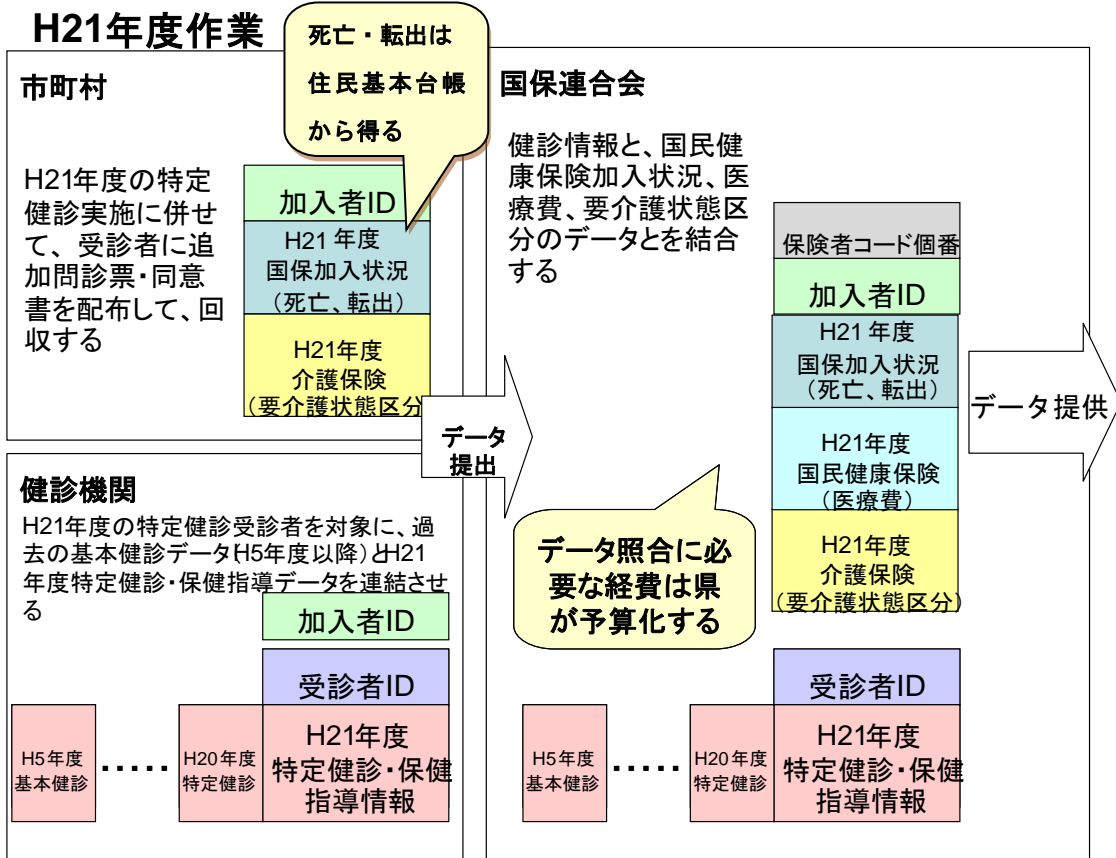 H21年度作業
死亡・転出は
住民基本台帳
から得る
市町村
H21年度の特定
健診実施に併せ
て、受診者に追
加問診票・同意
書を配布して、回
収する
加入者ID
H21年度
国保加入状況
（死亡、転出）
H21年度
介護保険
（要介護状態区分
健診機関
H21年度の特定健診受診者を対象に、過
去の基本健診データ(H5年度以降)とH21
年度特定健診・保健指導データを連結させ
る
加入者ID
受診者ID
H5年度
基本健診
・・・・・
H20年度
特定健診
H21年度
特定健診・保健
指導情報
データ
提出
国保連合会
健診情報と、国民健
康保険加入状況、医
療費、要介護状態区
分のデータとを結合
する
保険者コード個番
加入者ID
H21年度
国保加入状況
（死亡、転出）
H21年度
国民健康保険
（医療費）
H21年度
介護保険
（要介護状態区分）
データ照合に必
要な経費は県
が予算化する
受診者ID
H5年度
基本健診
・・・・・
H20年度
特定健診
H21年度
特定健診・保健
指導情報
データ提供